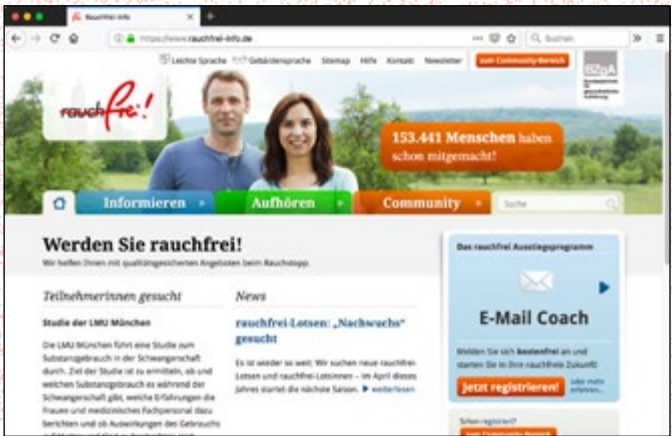 Rauchfrei-Info
https://www.rauchfrei-info.de
Suchen
Leichte Sprache Gebärdensprache Sitemap Hilfe Kontakt Newsletter zum Community-Bereich
BZgA
Bundeszentrale
für
gesundheitliche
Aufklärung
rauchfrei!
153.441 Menschen haben
schon mitgemacht!
Informieren » Aufhören » Community » Suche
Werden Sie rauchfrei!
Wir helfen Ihnen mit qualitätsgesicherten Angeboten beim Rauchstopp.
Teilnehmerinnen gesucht
Studie der LMU München
Die LMU München führt eine Studie zum
Substanzgebrauch in der Schwangerschaft
durch. Ziel der Studie ist zu ermitteln, ob und
welchen Substanzgebrauch es während der
Schwangerschaft gibt, welche Erfahrungen die
Frauen und medizinisches Fachpersonal dazu
berichten und ob Auswirkungen des Gebrauchs
News
rauchfrei-Lotsen: „Nachwuchs"
gesucht
Es ist wieder so weit: Wir suchen neue rauchfrei-
Lotsen und rauchfrei-Lotsinnen – im April dieses
Jahres startet die nächste Saison. weiterlesen
Das rauchfrei Ausstiegsprogramm
E-Mail Coach
Melden Sie sich kostenfrei an und
starten Sie in Ihre rauchfreie Zukunft!
Jetzt registrieren! oder mehr
erfahren...
Schon registriert?
zum Community-Bereich